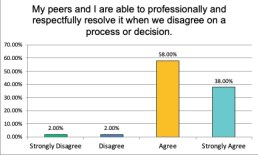 My peers and I are able to professionally and
respectfully resolve it when we disagree on a
process or decision.
70.00%
60.00%
50.00%
40.00%
30.00%
20.00%
10.00%
0.00%
2.00%
2.00%
58.00%
38.00%
Strongly Disagree
Disagree
Agree
Strongly Agree